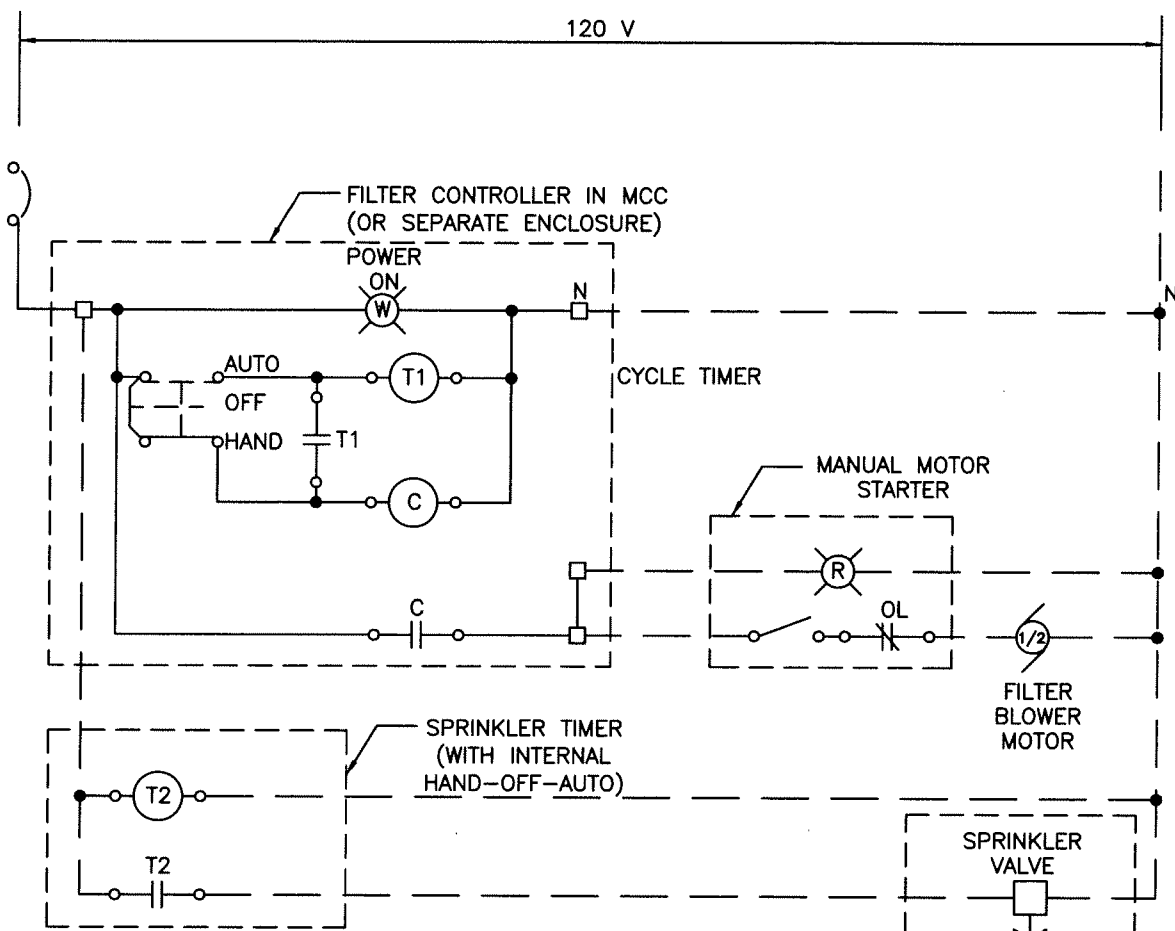 120 V
FILTER CONTROLLER IN MCC
(OR SEPARATE ENCLOSURE)
POWER
ON
W
N
N
AUTO
T1
CYCLE TIMER
OFF
HAND
T1
C
MANUAL MOTOR
STARTER
R
C
OL
1/2
FILTER
BLOWER
MOTOR
SPRINKLER TIMER
(WITH INTERNAL
HAND-OFF-AUTO)
T2
T2
SPRINKLER
VALVE